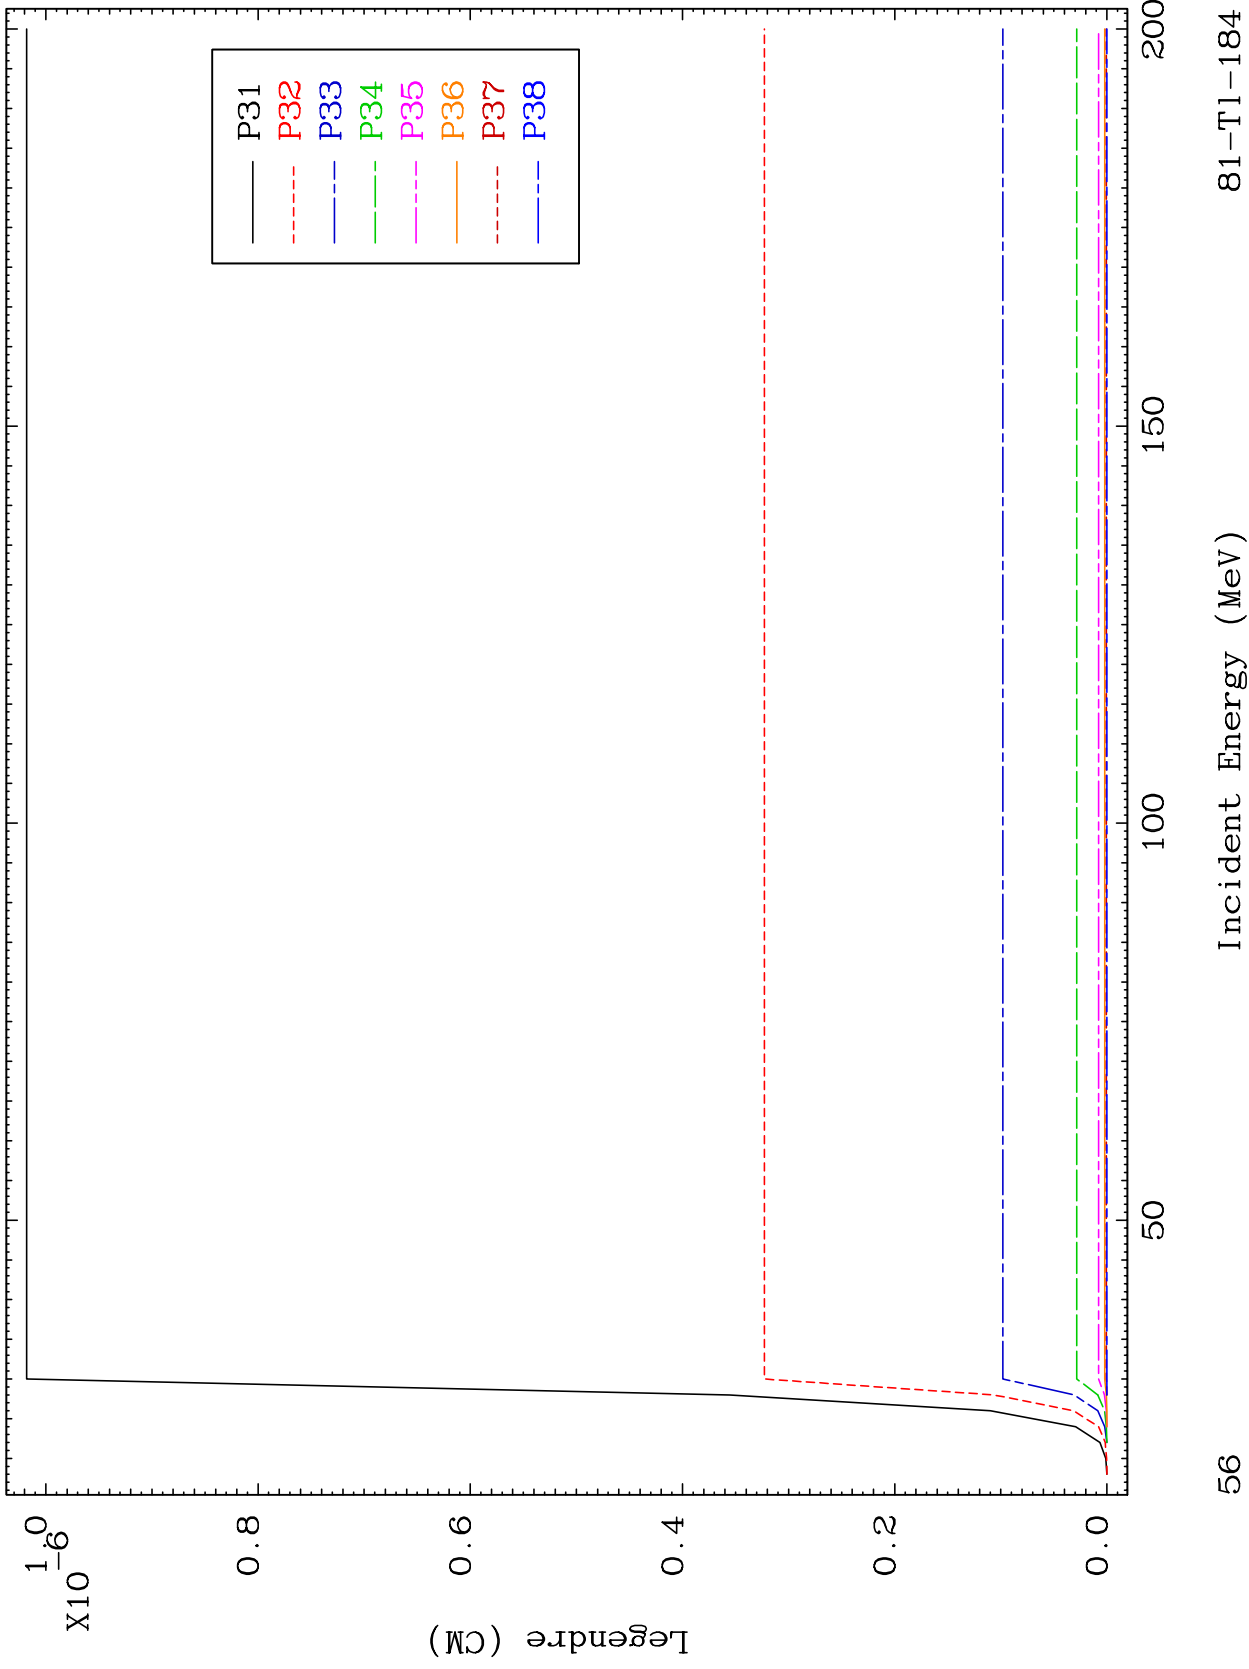 P31
P32
P33
P34
P35
P36
P37
P38
Legendre (CM)
X10
-6
1.0
0.8
0.6
0.4
0.2
0.0
50
100
150
200
Incident Energy (MeV)
56
81-Tl-184